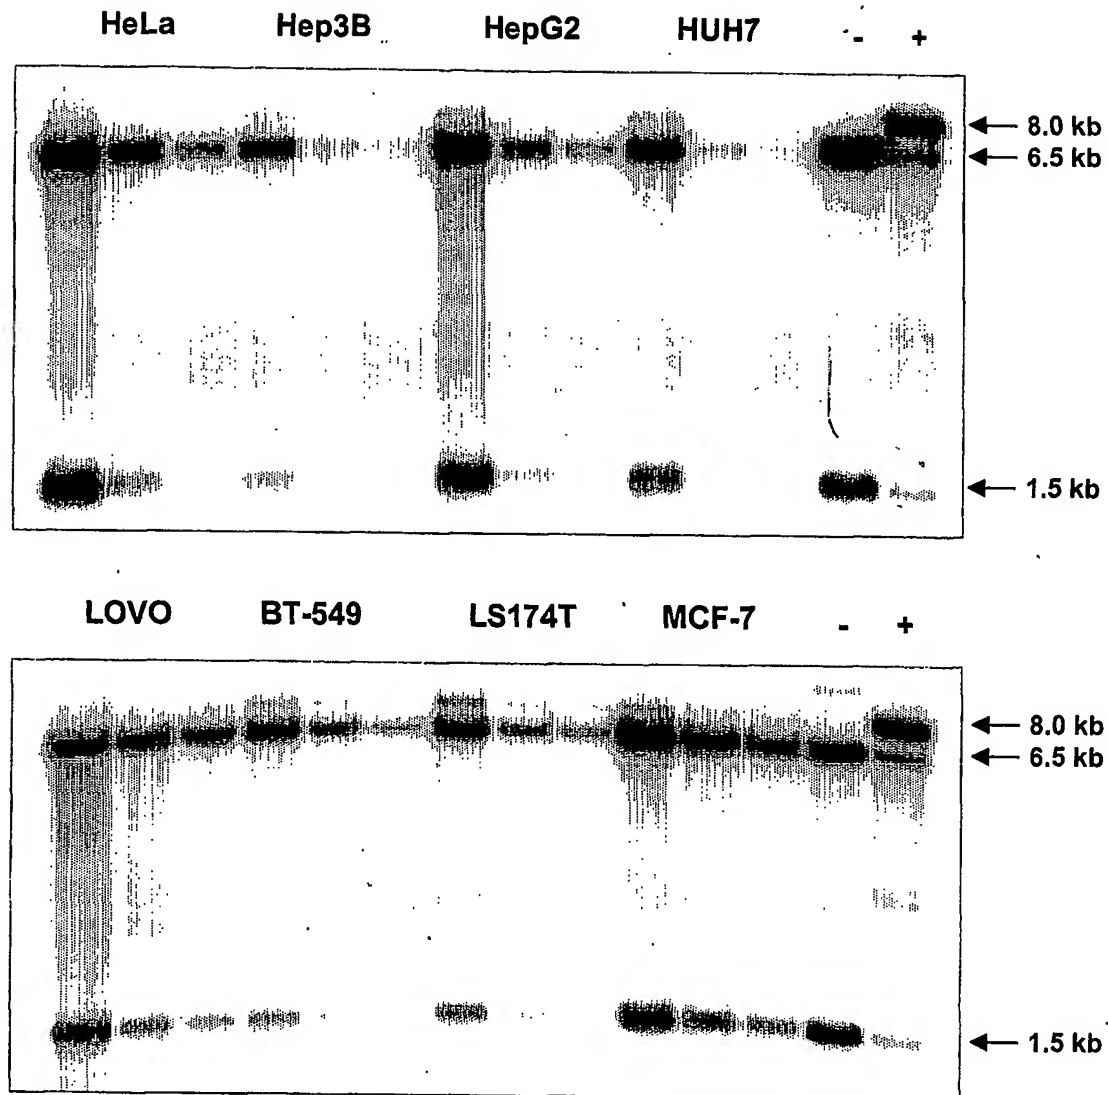 HeLa Hep3B HepG2 HUH7 - +
8.0 kb
6.5 kb
1.5 kb
LOVO BT-549 LS174T MCF-7 - +
8.0 kb
6.5 kb
1.5 kb